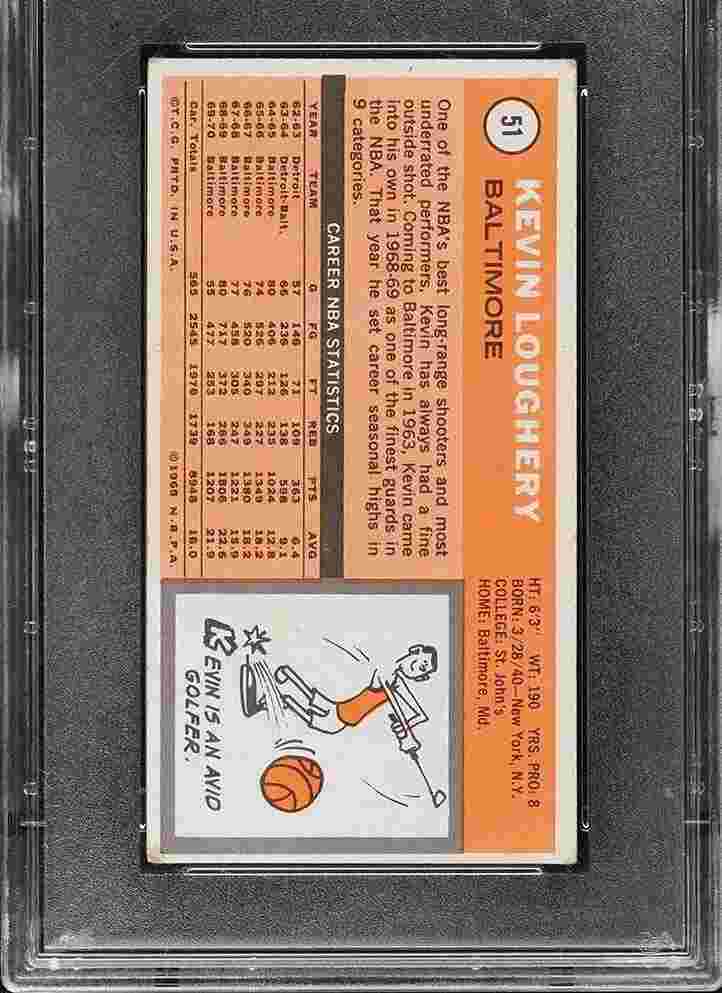 51
KEVIN LOUGHERY
BALTIMORE
HT: 6'3" WT: 190 YRS. PRO: 8
BORN: 3/28/40—New York, N.Y.
COLLEGE: St. John's
HOME: Baltimore, Md.
One of the NBA's best long-range shooters and most
underrated performers, Kevin has always had a fine
outside shot. Coming to Baltimore in 1963, Kevin came
into his own in 1968-69 as one of the finest guards in
the NBA. That year he set career seasonal highs in
9 categories.
CAREER NBA STATISTICS
YEAR TEAM G FG FT REB PTS AVG
62-63 Detroit 57 146 71 109 363 6.4
63-64 Detroit-Balt. 66 236 126 138 598 9.1
64-65 Baltimore 80 406 212 235 1024 12.8
65-66 Baltimore 74 526 297 227 1349 18.2
66-67 Baltimore 76 520 340 349 1380 18.2
67-68 Baltimore 77 458 305 247 1221 15.9
68-69 Baltimore 80 717 372 266 1806 22.6
69-70 Baltimore 55 477 253 168 1207 21.9
Car. Totals 565 2545 1978 1739 8948 16.0
©T.C.G. PRTD. IN U.S.A. ©1969 N.B.P.A.
KEVIN IS AN AVID
GOLFER.